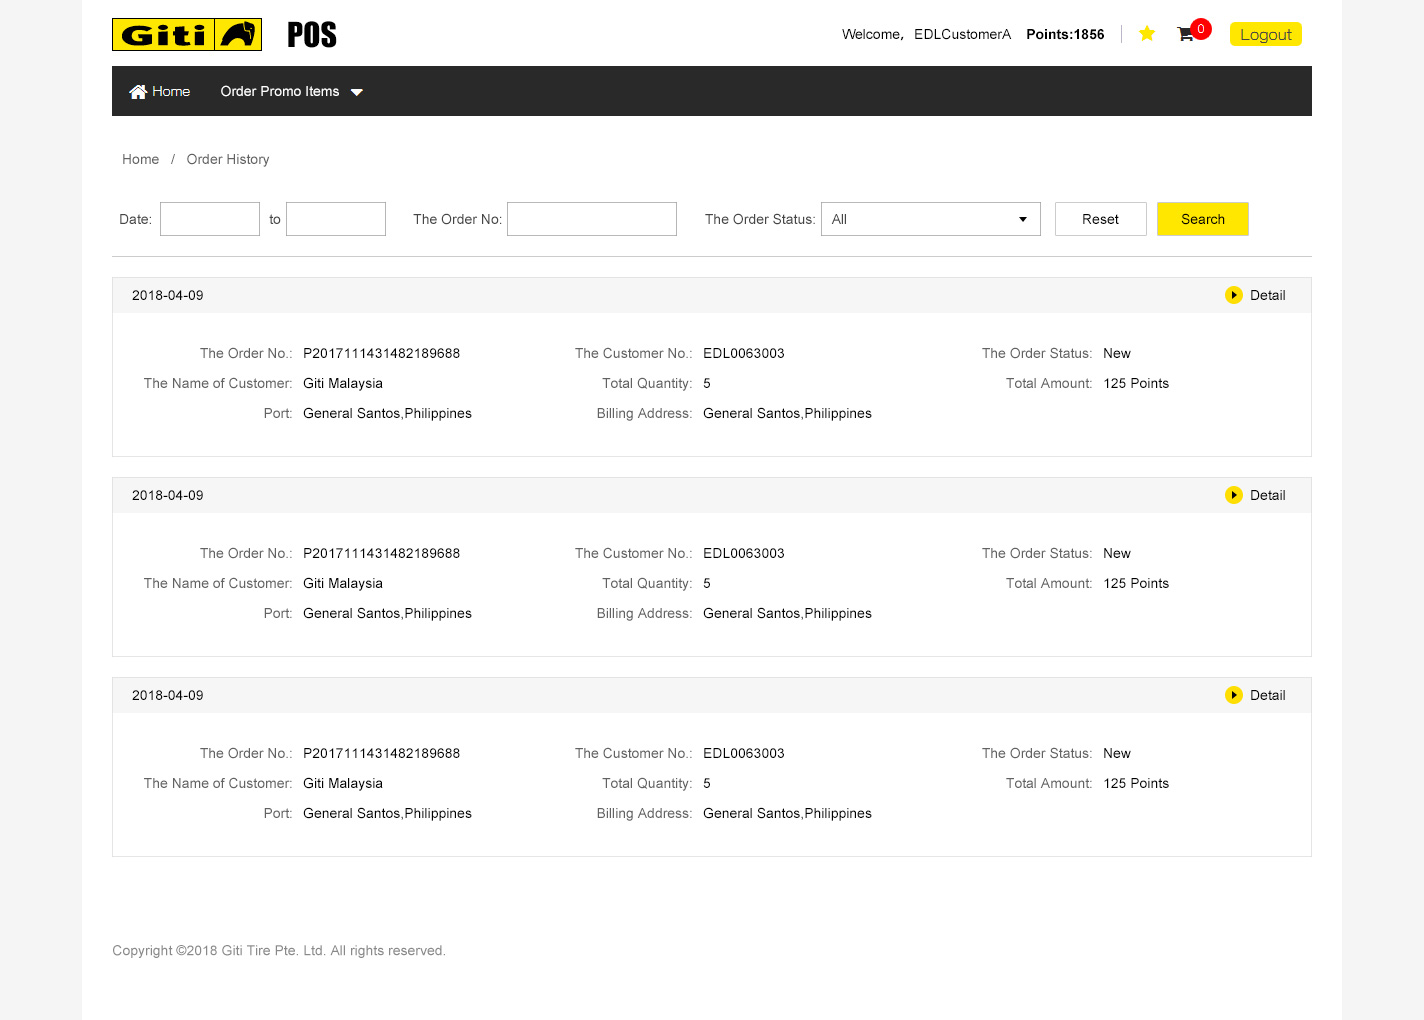 Giti POS Welcome, EDLCustomerA Points:1856 0 Logout
Home Order Promo Items
Home / Order History
Date: to The Order No: The Order Status: All Reset Search
2018-04-09 Detail
The Order No.: P2017111431482189688 The Customer No.: EDL0063003 The Order Status: New
The Name of Customer: Giti Malaysia Total Quantity: 5 Total Amount: 125 Points
Port: General Santos,Philippines Billing Address: General Santos,Philippines
2018-04-09 Detail
The Order No.: P2017111431482189688 The Customer No.: EDL0063003 The Order Status: New
The Name of Customer: Giti Malaysia Total Quantity: 5 Total Amount: 125 Points
Port: General Santos,Philippines Billing Address: General Santos,Philippines
2018-04-09 Detail
The Order No.: P2017111431482189688 The Customer No.: EDL0063003 The Order Status: New
The Name of Customer: Giti Malaysia Total Quantity: 5 Total Amount: 125 Points
Port: General Santos,Philippines Billing Address: General Santos,Philippines
Copyright ©2018 Giti Tire Pte. Ltd. All rights reserved.